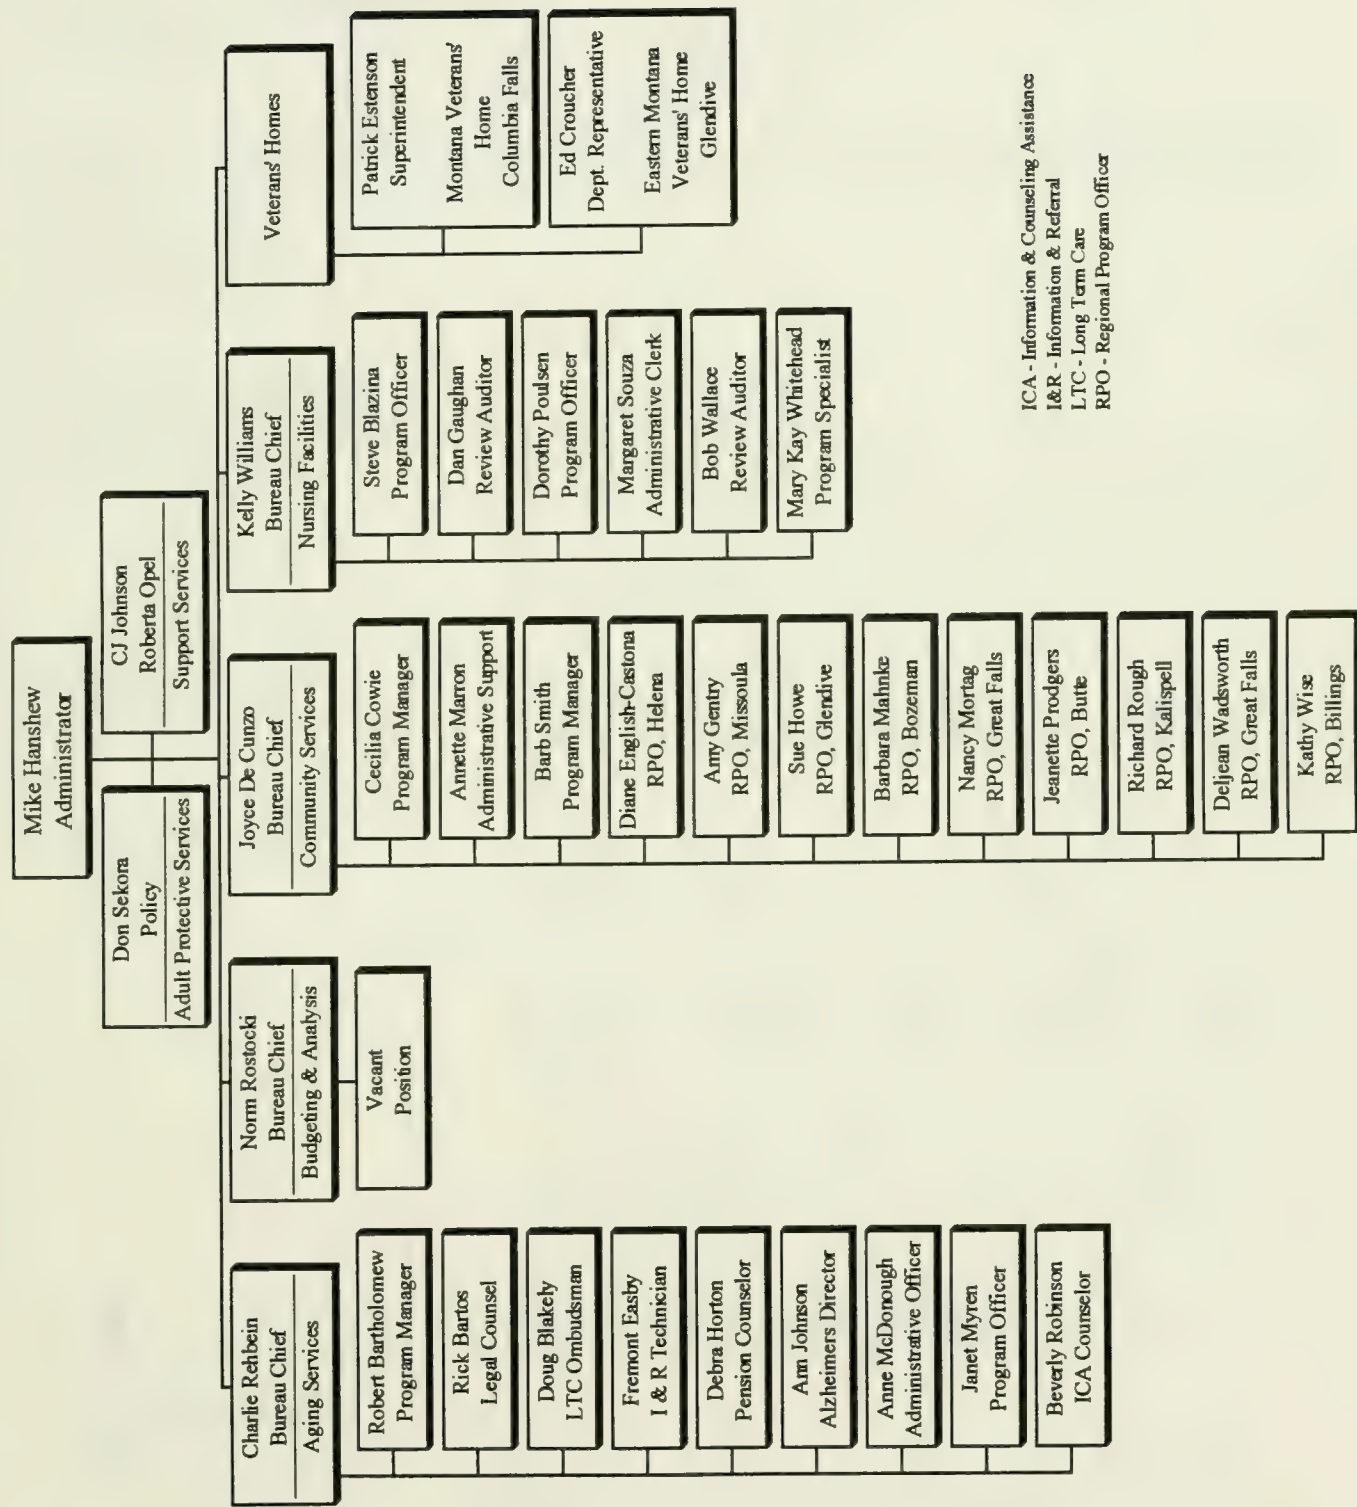 Mike Hanshew
Administrator
Don Sekora
Policy
Adult Protective Services
CJ Johnson
Roberta Opel
Support Services
Charlie Rehbein
Bureau Chief
Aging Services
Robert Bartholomew
Program Manager
Rick Bartos
Legal Counsel
Doug Blakely
LTC Ombudsman
Fremont Easby
I & R Technician
Debra Horton
Pension Counselor
Ann Johnson
Alzheimers Director
Anne McDonough
Administrative Officer
Janet Myren
Program Officer
Beverly Robinson
ICA Counselor
Norm Rostocki
Bureau Chief
Budgeting & Analysis
Vacant
Position
Joyce De Cunzo
Bureau Chief
Community Services
Cecilia Cowie
Program Manager
Annette Marron
Administrative Support
Barb Smith
Program Manager
Diane English-Castona
RPO, Helena
Amy Gentry
RPO, Missoula
Sue Howe
RPO, Glendive
Barbara Mahnke
RPO, Bozeman
Nancy Mortag
RPO, Great Falls
Jeanette Prodgers
RPO, Butte
Richard Rough
RPO, Kalispell
Deljean Wadsworth
RPO, Great Falls
Kathy Wise
RPO, Billings
Kelly Williams
Bureau Chief
Nursing Facilities
Steve Blazina
Program Officer
Dan Gaughan
Review Auditor
Dorothy Poulsen
Program Officer
Margaret Souza
Administrative Clerk
Bob Wallace
Review Auditor
Mary Kay Whitehead
Program Specialist
Veterans' Homes
Patrick Estenson
Superintendent
Montana Veterans'
Home
Columbia Falls
Ed Croucher
Dept. Representative
Eastern Montana
Veterans' Home
Glendive
ICA - Information & Counseling Assistance
I&R - Information & Referral
LTC - Long Term Care
RPO - Regional Program Officer